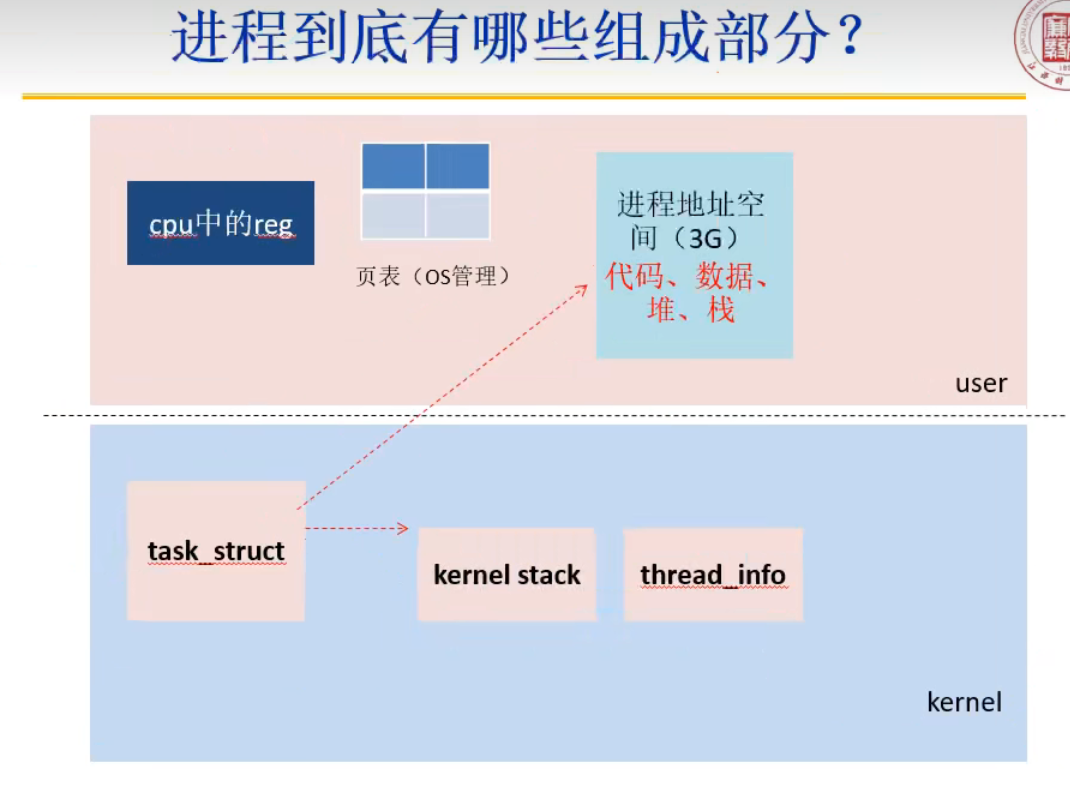 进程到底有哪些组成部分？
cpu中的reg
页表（OS管理）
进程地址空
间（3G）
代码、数据、
堆、栈
user
task_struct
kernel stack
thread_info
kernel